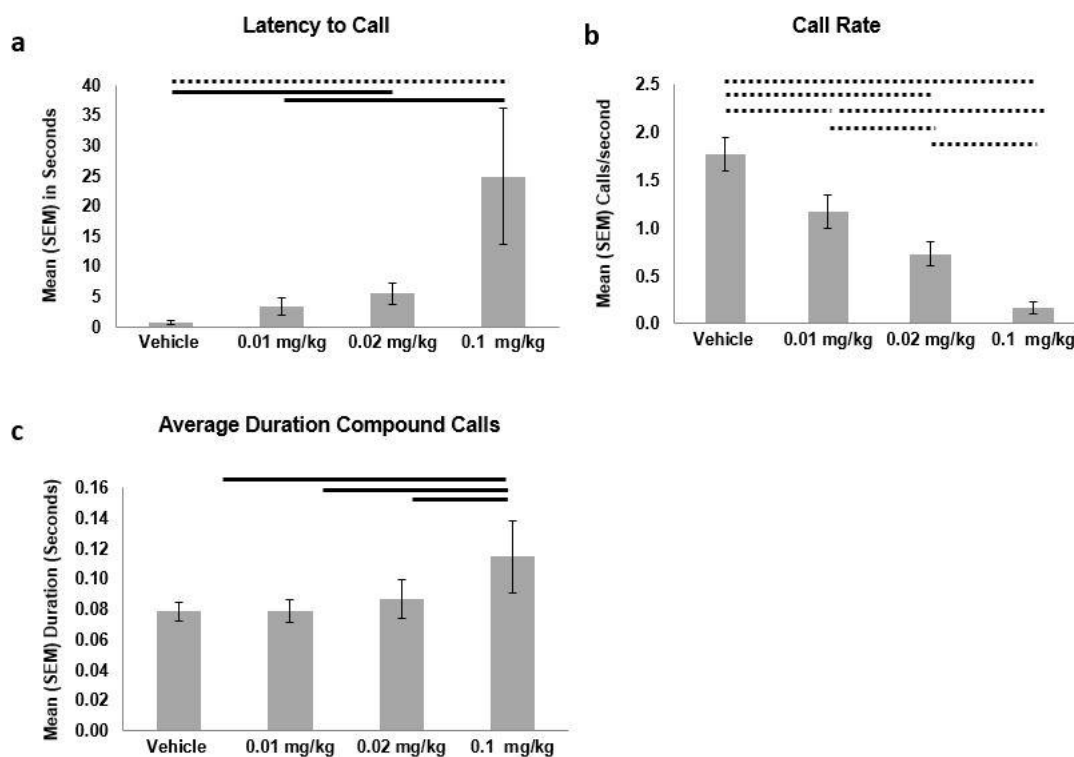 a
Latency to Call
Mean (SEM) in Seconds
40
35
30
25
20
15
10
5
0
Vehicle 0.01 mg/kg 0.02 mg/kg 0.1 mg/kg
b
Call Rate
Mean (SEM) Calls/second
2.5
2.0
1.5
1.0
0.5
0.0
Vehicle 0.01 mg/kg 0.02 mg/kg 0.1 mg/kg
c
Average Duration Compound Calls
Mean (SEM) Duration (Seconds)
0.16
0.14
0.12
0.10
0.08
0.06
0.04
0.02
0.00
Vehicle 0.01 mg/kg 0.02 mg/kg 0.1 mg/kg